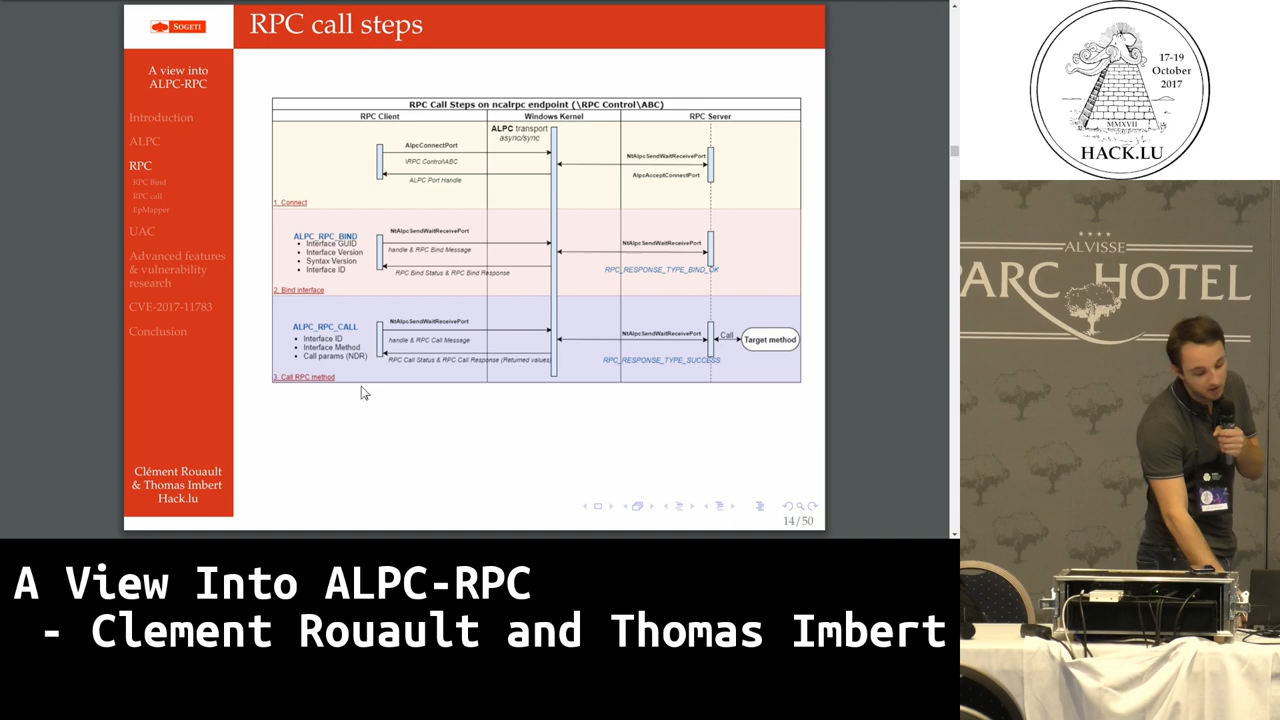 SOGETI
RPC call steps
A view into
ALPC-RPC
Introduction
ALPC
RPC
RPC Bind
RPC call
EpMapper
UAC
Advanced features
& vulnerability
research
CVE-2017-11783
Conclusion
Clément Rouault
& Thomas Imbert
Hack.lu
RPC Call Steps on ncalrpc endpoint (\RPC Control\ABC)
RPC Client
Windows Kernel
RPC Server
ALPC transport
async/sync
AlpcConnectPort
\RPC Control\ABC
ALPC Port Handle
NtAlpcSendWaitReceivePort
AlpcAcceptConnectPort
1. Connect
ALPC_RPC_BIND
• Interface GUID
• Interface Version
• Syntax Version
• Interface ID
NtAlpcSendWaitReceivePort
handle & RPC Bind Message
RPC Bind Status & RPC Bind Response
NtAlpcSendWaitReceivePort
RPC_RESPONSE_TYPE_BIND_OK
2. Bind interface
ALPC_RPC_CALL
• Interface ID
• Interface Method
• Call params (NDR)
NtAlpcSendWaitReceivePort
handle & RPC Call Message
RPC Call Status & RPC Call Response (Returned values)
NtAlpcSendWaitReceivePort
RPC_RESPONSE_TYPE_SUCCESS
Call
Target method
3. Call RPC method
14/50
17-19
October
2017
MMXVII
HACK.LU
ALVISSE
PARC HOTEL
A View Into ALPC-RPC
- Clement Rouault and Thomas Imbert